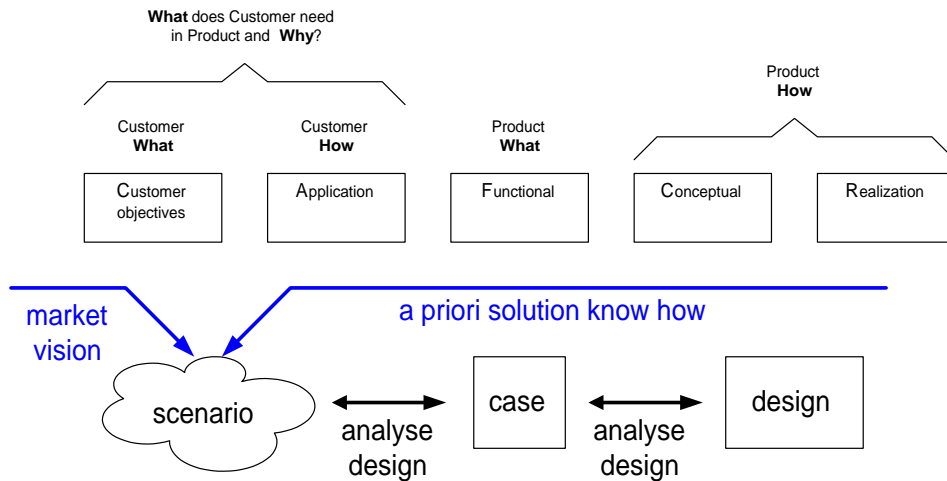 What does Customer need
in Product and Why?
Product
How
Customer
What
Customer
How
Product
What
Customer
objectives
Application
Functional
Conceptual
Realization
market
vision
a priori solution know how
scenario
case
design
analyse
design
analyse
design